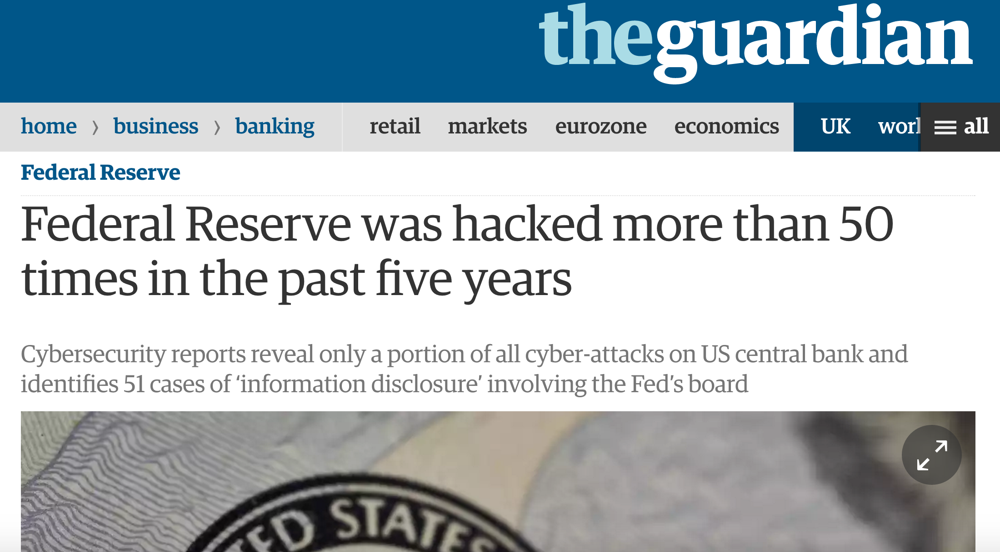 theguardian
home › business › banking retail markets eurozone economics UK worl all
Federal Reserve
Federal Reserve was hacked more than 50
times in the past five years
Cybersecurity reports reveal only a portion of all cyber-attacks on US central bank and
identifies 51 cases of ‘information disclosure’ involving the Fed’s board
TED STATES